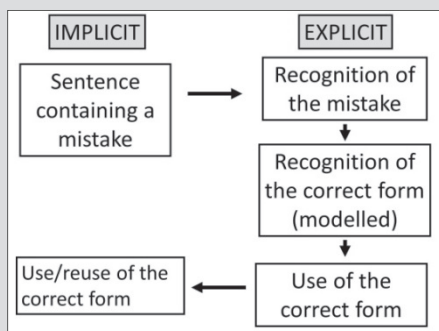 IMPLICIT
EXPLICIT
Sentence
containing a
mistake
Recognition of
the mistake
Recognition of
the correct form
(modelled)
Use of the
correct form
Use/reuse of the
correct form